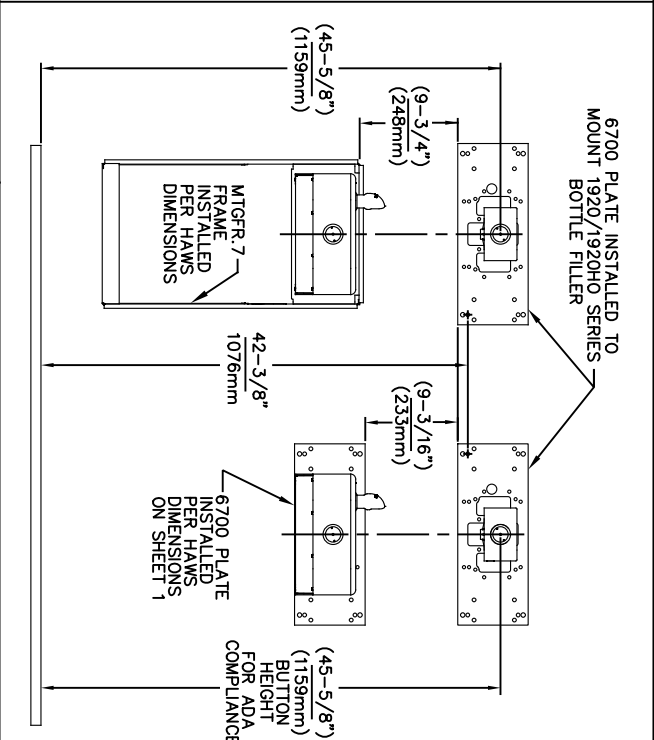 6700 PLATE INSTALLED TO
MOUNT 1920/1920HO SERIES
BOTTLE FILLER
(45-5/8")
(1159mm)
(9-3/4")
(248mm)
MTGFR.7
FRAME
INSTALLED
PER HAWS
DIMENSIONS
42-3/8"
1076mm
(9-3/16")
(233mm)
6700 PLATE
INSTALLED
PER HAWS
DIMENSIONS
ON SHEET 1
(45-5/8")
(1159mm)
BUTTON
HEIGHT
FOR ADA
COMPLIANCE